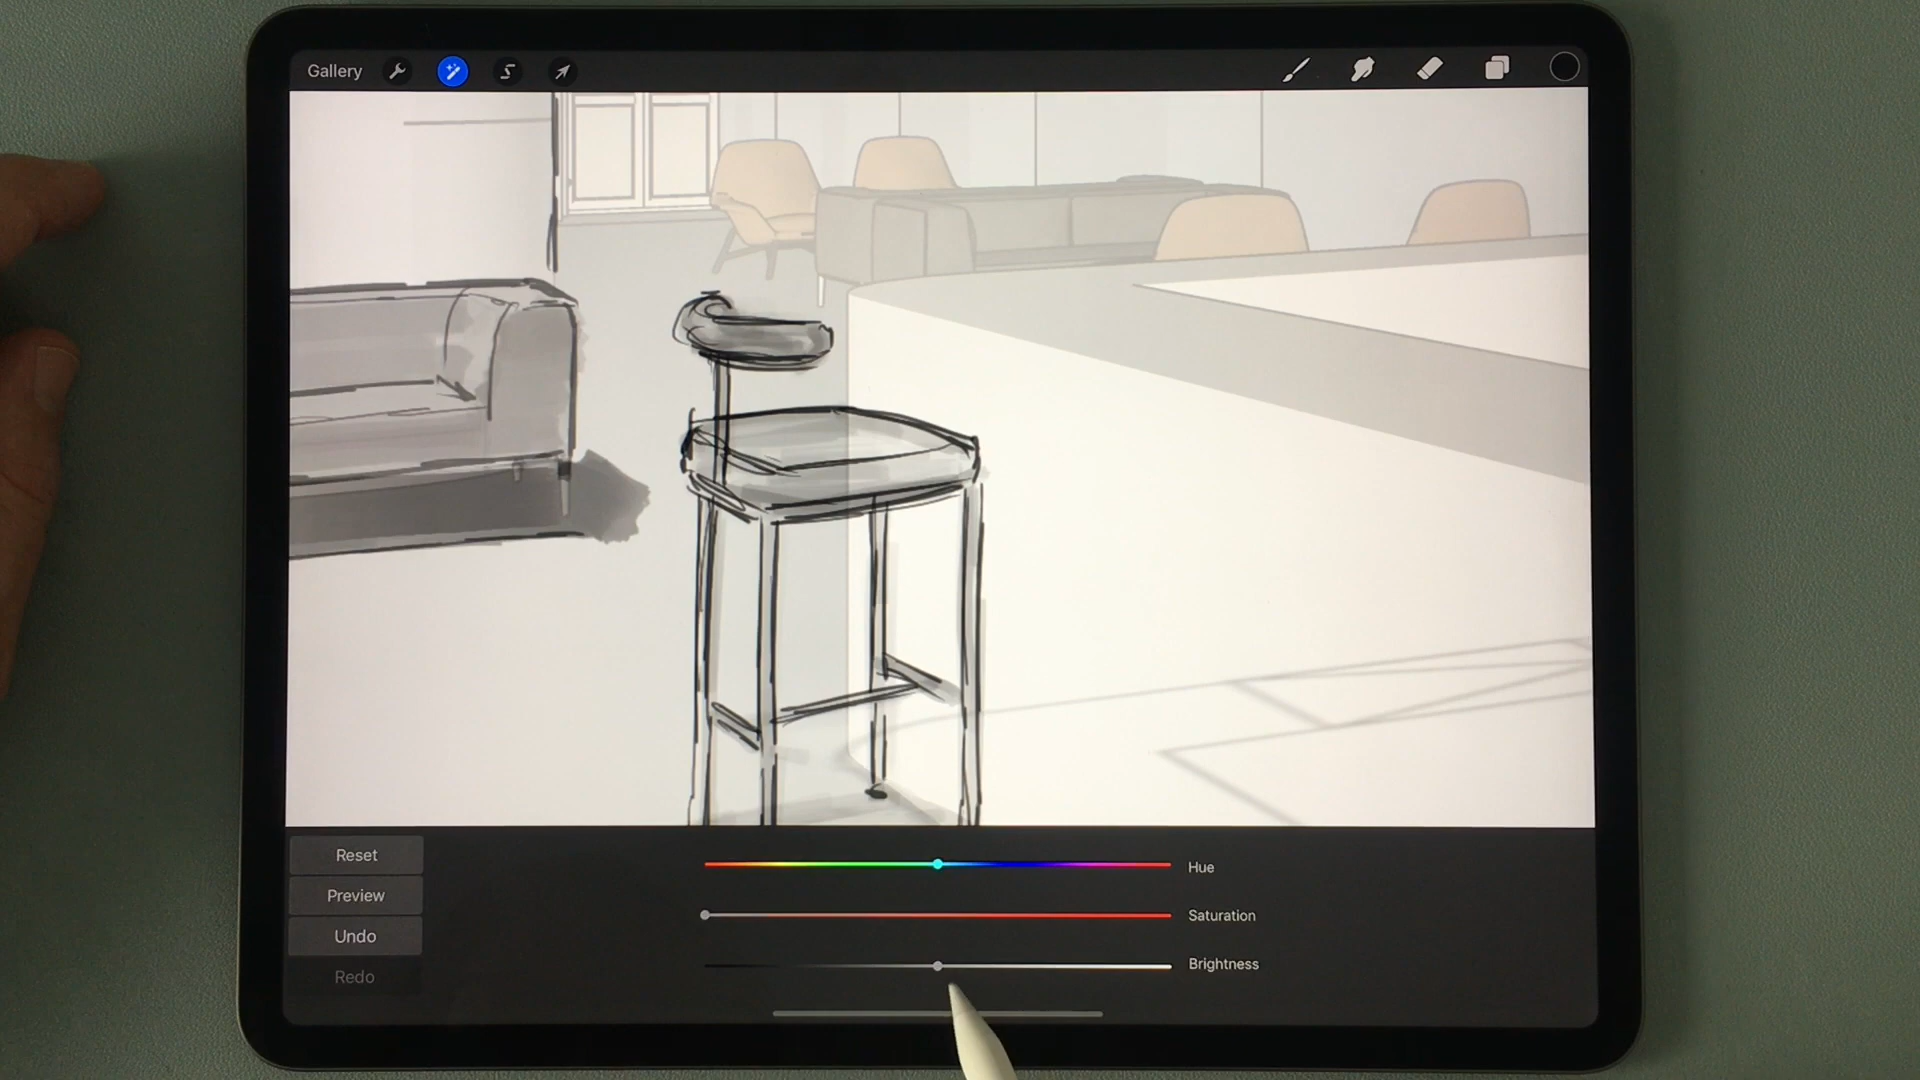 Gallery
Reset
Preview
Undo
Redo
Hue
Saturation
Brightness